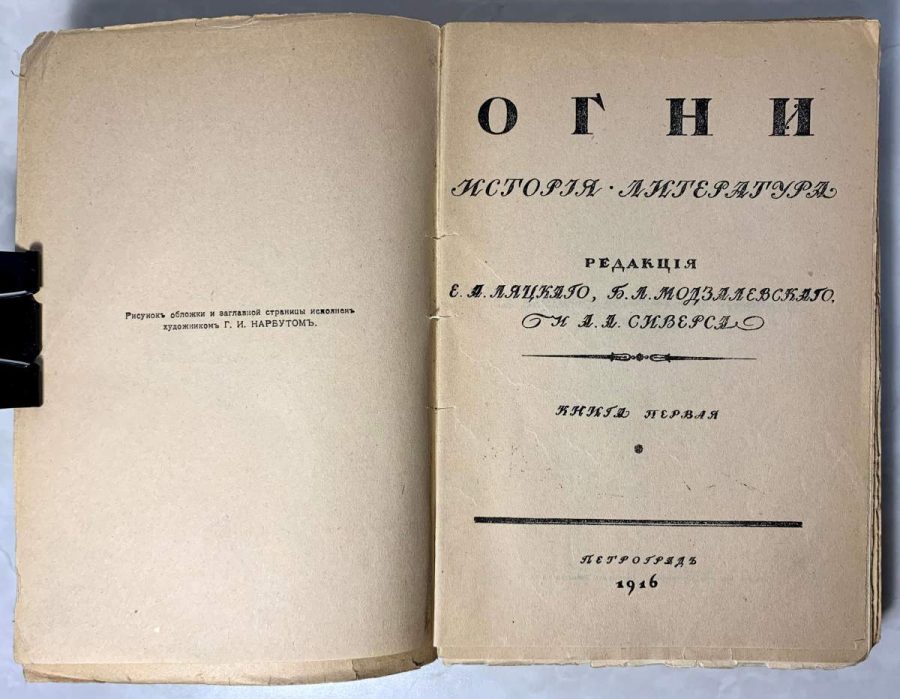 Рисунокъ обложки и заглавной страницы исполненъ
художникомъ Г. И. НАРБУТОМЪ.
ОГНИ
ИСТОРІЯ · ЛИТЕРАТУРА
РЕДАКЦІЯ
Е. А. ЛЯЦКАГО, Б. Л. МОДЗАЛЕВСКАГО,
И А. А. СИВЕРСА
КНИГА ПЕРВАЯ
ПЕТРОГРАДЪ
1916